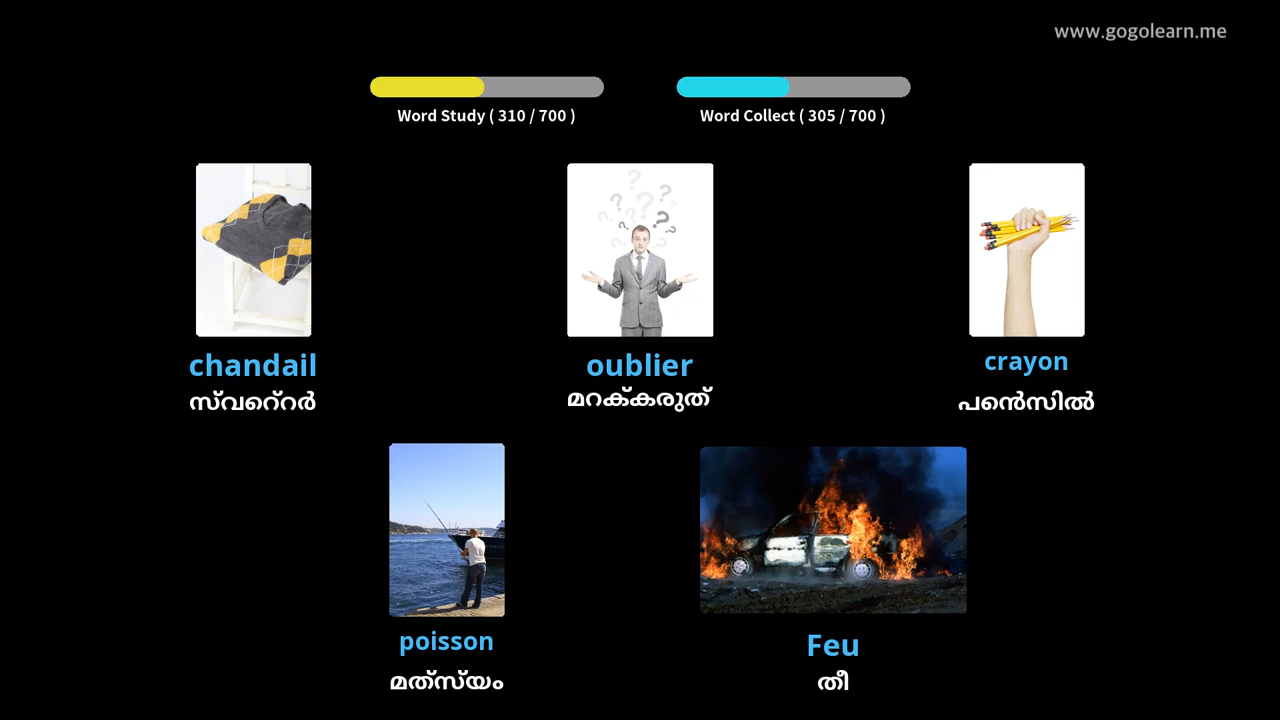 www.gogolearn.me
Word Study ( 310 / 700 )
Word Collect ( 305 / 700 )
chandail
സ്വറ്റെർ
oublier
മറക്കരുത്
crayon
പെൻസിൽ
poisson
മത്സ്യം
Feu
തീ